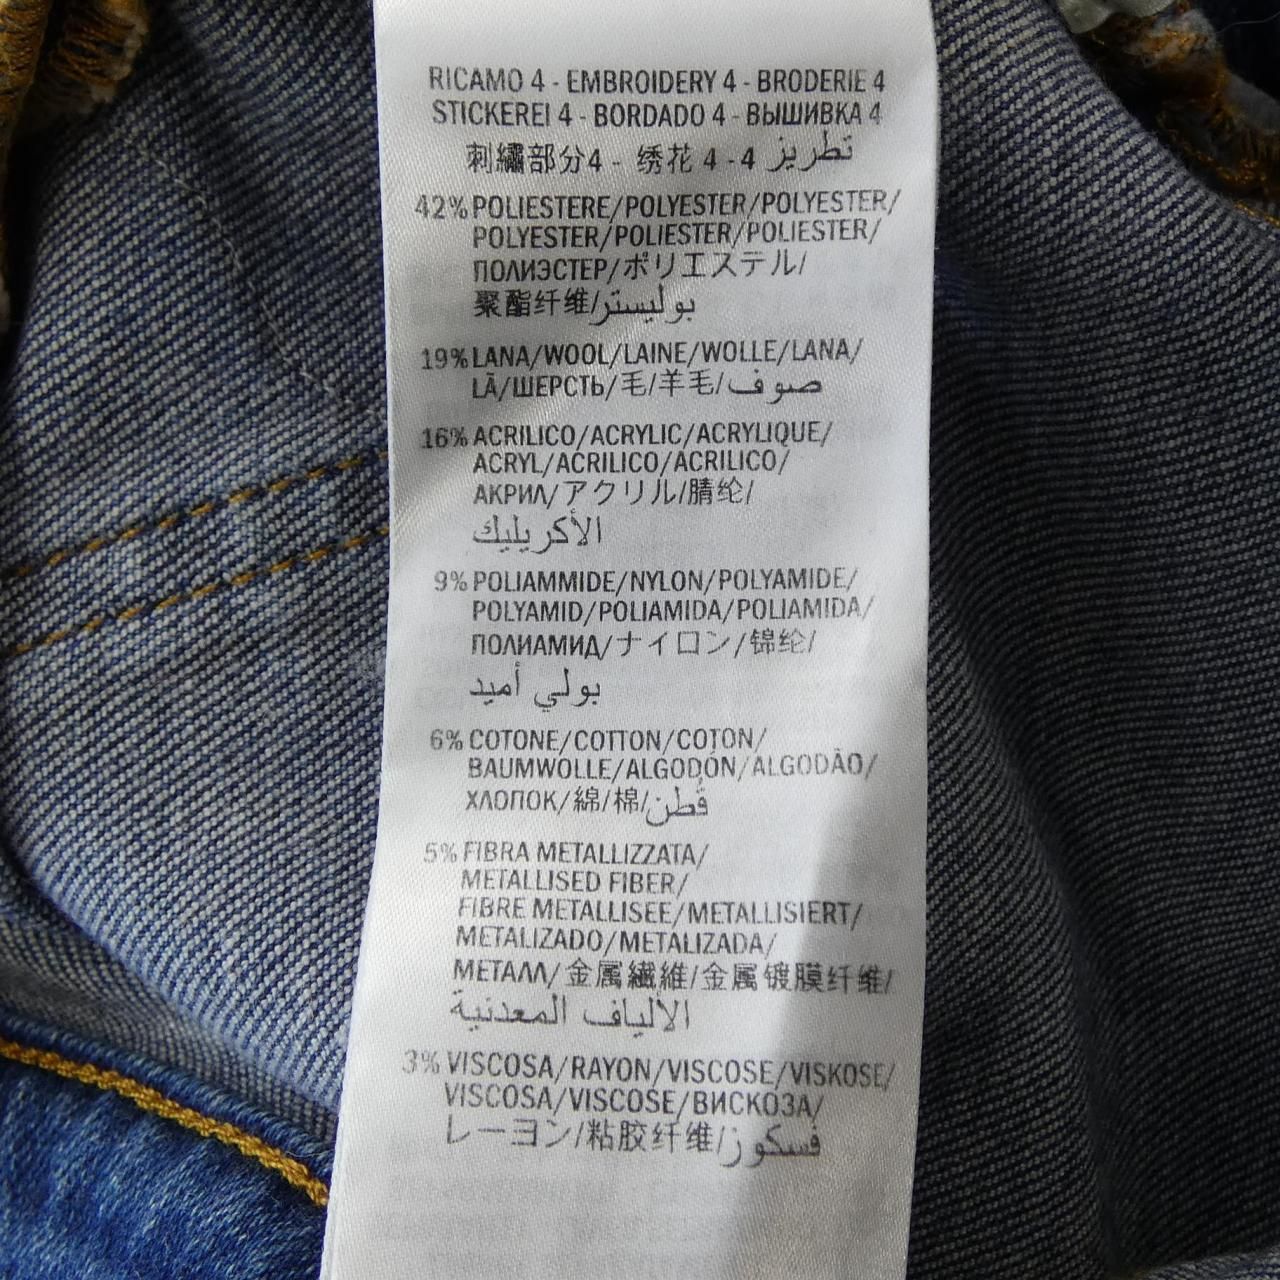 RICAMO 4 - EMBROIDERY 4 - BRODERIE 4
STICKEREI 4 - BORDADO 4 - ВЫШИВКА 4
刺繡部分4 - 绣花 4 - 4 تطريز
42% POLIESTERE/POLYESTER/POLYESTER/
POLYESTER/POLIESTER/POLIESTER/
ПОЛИЭСТЕР/ポリエステル/
聚酯纤维/بوليستر
19% LANA/WOOL/LAINE/WOLLE/LANA/
LÃ/ШЕРСТЬ/毛/羊毛/صوف
16% ACRILICO/ACRYLIC/ACRYLIQUE/
ACRYL/ACRILICO/ACRILICO/
АКРИЛ/アクリル/腈纶/
الأكريليك
9% POLIAMMIDE/NYLON/POLYAMIDE/
POLYAMID/POLIAMIDA/POLIAMIDA/
ПОЛИАМИД/ナイロン/锦纶/
بولي أميد
6% COTONE/COTTON/COTON/
BAUMWOLLE/ALGODÓN/ALGODÃO/
ХЛОПОК/綿/棉/قُطن
5% FIBRA METALLIZZATA/
METALLISED FIBER/
FIBRE METALLISEE/METALLISIERT/
METALIZADO/METALIZADA/
МЕТАЛЛ/金属繊維/金属镀膜纤维/
الألياف المعدنية
3% VISCOSA/RAYON/VISCOSE/VISKOSE/
VISCOSA/VISCOSE/ВИСКОЗА/
レーヨン/粘胶纤维/فسكوز